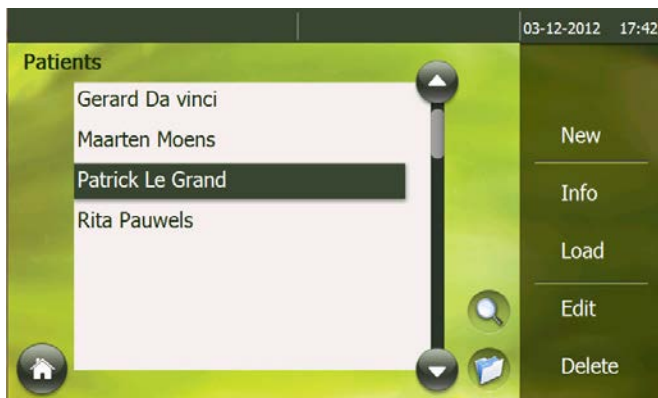 03-12-2012 17:42
Patients
Gerard Da vinci
Maarten Moens
Patrick Le Grand
Rita Pauwels
New
Info
Load
Edit
Delete